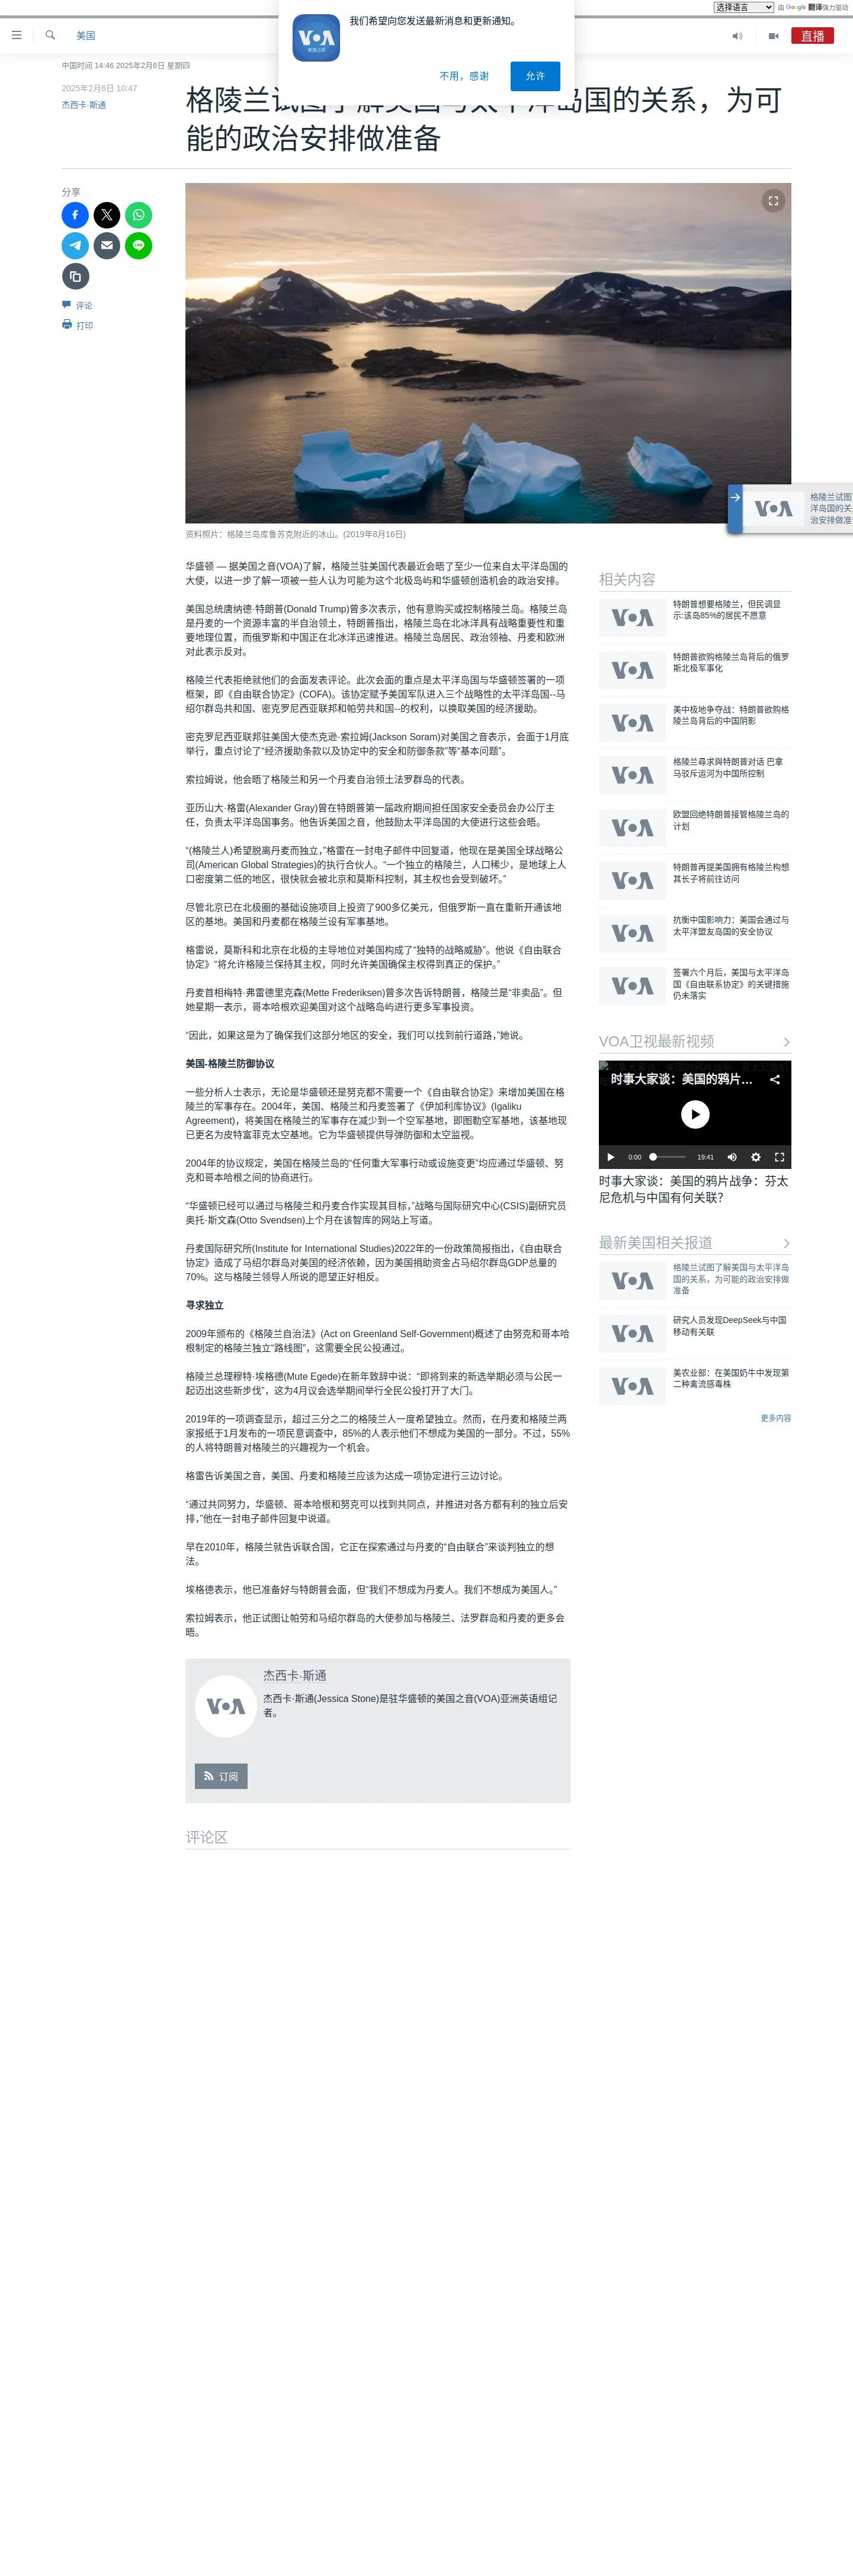 选择语言 由 Google 翻译强力驱动
我们希望向您发送最新消息和更新通知。
不用，感谢
允许
美国
直播
中国时间 14:46 2025年2月6日 星期四
2025年2月6日 10:47
杰西卡·斯通
格陵兰试图了解美国与太平洋岛国的关系，为可
能的政治安排做准备
分享
评论
打印
资料照片：格陵兰岛库鲁苏克附近的冰山。(2019年8月16日)
VOA
格陵兰试图
洋岛国的关
治安排做准
华盛顿 — 据美国之音(VOA)了解，格陵兰驻美国代表最近会晤了至少一位来自太平洋岛国的
大使，以进一步了解一项被一些人认为可能为这个北极岛屿和华盛顿创造机会的政治安排。
美国总统唐纳德·特朗普(Donald Trump)曾多次表示，他有意购买或控制格陵兰岛。格陵兰岛
是丹麦的一个资源丰富的半自治领土，特朗普指出，格陵兰岛在北冰洋具有战略重要性和重
要地理位置，而俄罗斯和中国正在北冰洋迅速推进。格陵兰岛居民、政治领袖、丹麦和欧洲
对此表示反对。
格陵兰代表拒绝就他们的会面发表评论。此次会面的重点是太平洋岛国与华盛顿签署的一项
框架，即《自由联合协定》(COFA)。该协定赋予美国军队进入三个战略性的太平洋岛国--马
绍尔群岛共和国、密克罗尼西亚联邦和帕劳共和国--的权利，以换取美国的经济援助。
密克罗尼西亚联邦驻美国大使杰克逊·索拉姆(Jackson Soram)对美国之音表示，会面于1月底
举行，重点讨论了“经济援助条款以及协定中的安全和防御条款”等“基本问题”。
索拉姆说，他会晤了格陵兰和另一个丹麦自治领土法罗群岛的代表。
亚历山大·格雷(Alexander Gray)曾在特朗普第一届政府期间担任国家安全委员会办公厅主
任，负责太平洋岛国事务。他告诉美国之音，他鼓励太平洋岛国的大使进行这些会晤。
“(格陵兰人)希望脱离丹麦而独立，”格雷在一封电子邮件中回复道，他现在是美国全球战略公
司(American Global Strategies)的执行合伙人。“一个独立的格陵兰，人口稀少，是地球上人
口密度第二低的地区，很快就会被北京和莫斯科控制，其主权也会受到破坏。”
尽管北京已在北极圈的基础设施项目上投资了900多亿美元，但俄罗斯一直在重新开通该地
区的基地。美国和丹麦都在格陵兰设有军事基地。
格雷说，莫斯科和北京在北极的主导地位对美国构成了“独特的战略威胁”。他说《自由联合
协定》“将允许格陵兰保持其主权，同时允许美国确保主权得到真正的保护。”
丹麦首相梅特·弗雷德里克森(Mette Frederiksen)曾多次告诉特朗普，格陵兰是“非卖品”。但
她星期一表示，哥本哈根欢迎美国对这个战略岛屿进行更多军事投资。
“因此，如果这是为了确保我们这部分地区的安全，我们可以找到前行道路，”她说。
美国-格陵兰防御协议
一些分析人士表示，无论是华盛顿还是努克都不需要一个《自由联合协定》来增加美国在格
陵兰的军事存在。2004年，美国、格陵兰和丹麦签署了《伊加利库协议》(Igaliku
Agreement)，将美国在格陵兰的军事存在减少到一个空军基地，即图勒空军基地，该基地现
已更名为皮特富菲克太空基地。它为华盛顿提供导弹防御和太空监视。
2004年的协议规定，美国在格陵兰岛的“任何重大军事行动或设施变更”均应通过华盛顿、努
克和哥本哈根之间的协商进行。
“华盛顿已经可以通过与格陵兰和丹麦合作实现其目标，”战略与国际研究中心(CSIS)副研究员
奥托·斯文森(Otto Svendsen)上个月在该智库的网站上写道。
丹麦国际研究所(Institute for International Studies)2022年的一份政策简报指出，《自由联合
协定》造成了马绍尔群岛对美国的经济依赖，因为美国捐助资金占马绍尔群岛GDP总量的
70%。这与格陵兰领导人所说的愿望正好相反。
寻求独立
2009年颁布的《格陵兰自治法》(Act on Greenland Self-Government)概述了由努克和哥本哈
根制定的格陵兰独立“路线图”，这需要全民公投通过。
格陵兰总理穆特·埃格德(Mute Egede)在新年致辞中说：“即将到来的新选举期必须与公民一
起迈出这些新步伐”，这为4月议会选举期间举行全民公投打开了大门。
2019年的一项调查显示，超过三分之二的格陵兰人一度希望独立。然而，在丹麦和格陵兰两
家报纸于1月发布的一项民意调查中，85%的人表示他们不想成为美国的一部分。不过，55%
的人将特朗普对格陵兰的兴趣视为一个机会。
格雷告诉美国之音，美国、丹麦和格陵兰应该为达成一项协定进行三边讨论。
“通过共同努力，华盛顿、哥本哈根和努克可以找到共同点，并推进对各方都有利的独立后安
排，”他在一封电子邮件回复中说道。
早在2010年，格陵兰就告诉联合国，它正在探索通过与丹麦的“自由联合”来谈判独立的想
法。
埃格德表示，他已准备好与特朗普会面，但“我们不想成为丹麦人。我们不想成为美国人。”
索拉姆表示，他正试图让帕劳和马绍尔群岛的大使参加与格陵兰、法罗群岛和丹麦的更多会
晤。
VOA
杰西卡·斯通
杰西卡·斯通(Jessica Stone)是驻华盛顿的美国之音(VOA)亚洲英语组记
者。
订阅
评论区
相关内容
VOA
特朗普想要格陵兰，但民调显
示:该岛85%的居民不愿意
VOA
特朗普欲购格陵兰岛背后的俄罗
斯北极军事化
VOA
美中极地争夺战：特朗普欲购格
陵兰岛背后的中国阴影
VOA
格陵兰寻求與特朗普对话 巴拿
马驳斥运河为中国所控制
VOA
欧盟回绝特朗普接管格陵兰岛的
计划
VOA
特朗普再提美国拥有格陵兰构想
其长子将前往访问
VOA
抗衡中国影响力：美国会通过与
太平洋盟友岛国的安全协议
VOA
签署六个月后，美国与太平洋岛
国《自由联系协定》的关键措施
仍未落实
VOA卫视最新视频
时事大家谈：美国的鸦片…
0:00
19:41
时事大家谈：美国的鸦片战争：芬太
尼危机与中国有何关联？
最新美国相关报道
VOA
格陵兰试图了解美国与太平洋岛
国的关系，为可能的政治安排做
准备
VOA
研究人员发现DeepSeek与中国
移动有关联
VOA
美农业部：在美国奶牛中发现第
二种禽流感毒株
更多内容